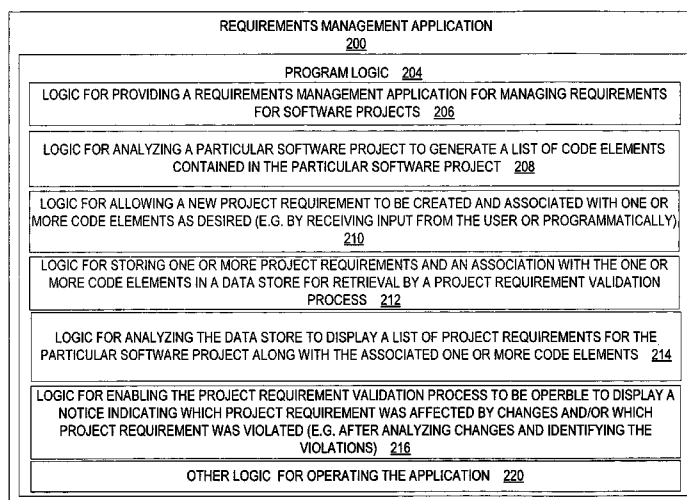 REQUIREMENTS MANAGEMENT APPLICATION
200
PROGRAM LOGIC 204
LOGIC FOR PROVIDING A REQUIREMENTS MANAGEMENT APPLICATION FOR MANAGING REQUIREMENTS
FOR SOFTWARE PROJECTS 206
LOGIC FOR ANALYZING A PARTICULAR SOFTWARE PROJECT TO GENERATE A LIST OF CODE ELEMENTS
CONTAINED IN THE PARTICULAR SOFTWARE PROJECT 208
LOGIC FOR ALLOWING A NEW PROJECT REQUIREMENT TO BE CREATED AND ASSOCIATED WITH ONE OR
MORE CODE ELEMENTS AS DESIRED (E.G. BY RECEIVING INPUT FROM THE USER OR PROGRAMMATICALLY)
210
LOGIC FOR STORING ONE OR MORE PROJECT REQUIREMENTS AND AN ASSOCIATION WITH THE ONE OR
MORE CODE ELEMENTS IN A DATA STORE FOR RETRIEVAL BY A PROJECT REQUIREMENT VALIDATION
PROCESS 212
LOGIC FOR ANALYZING THE DATA STORE TO DISPLAY A LIST OF PROJECT REQUIREMENTS FOR THE
PARTICULAR SOFTWARE PROJECT ALONG WITH THE ASSOCIATED ONE OR MORE CODE ELEMENTS 214
LOGIC FOR ENABLING THE PROJECT REQUIREMENT VALIDATION PROCESS TO BE OPERBLE TO DISPLAY A
NOTICE INDICATING WHICH PROJECT REQUIREMENT WAS AFFECTED BY CHANGES AND/OR WHICH
PROJECT REQUIREMENT WAS VIOLATED (E.G. AFTER ANALYZING CHANGES AND IDENTIFYING THE
VIOLATIONS) 216
OTHER LOGIC FOR OPERATING THE APPLICATION 220